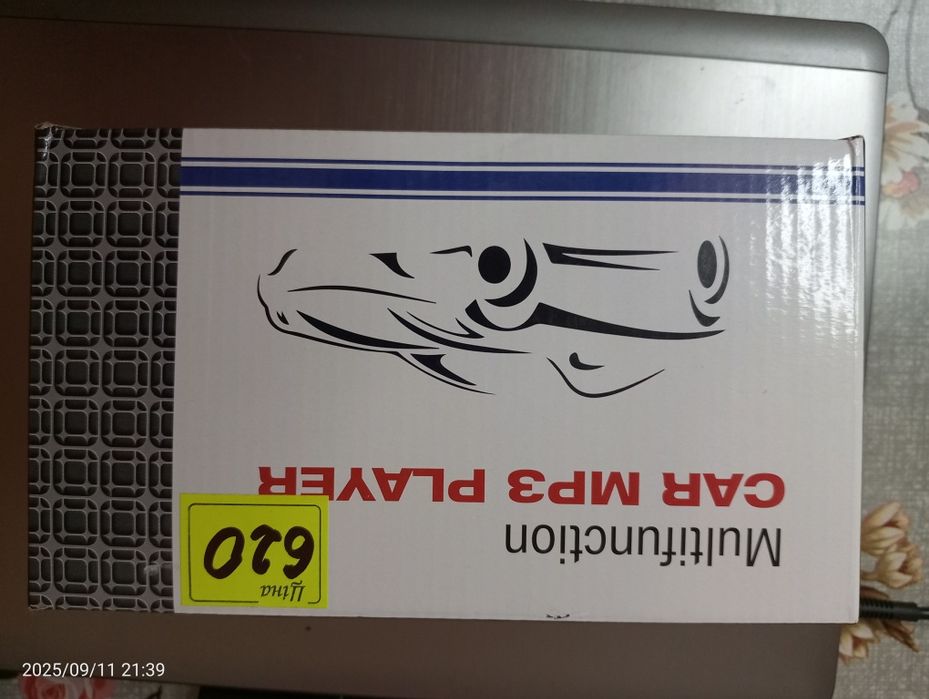 Multifunction
CAR MP3 PLAYER
Ціна
620
2025/09/11 21:39